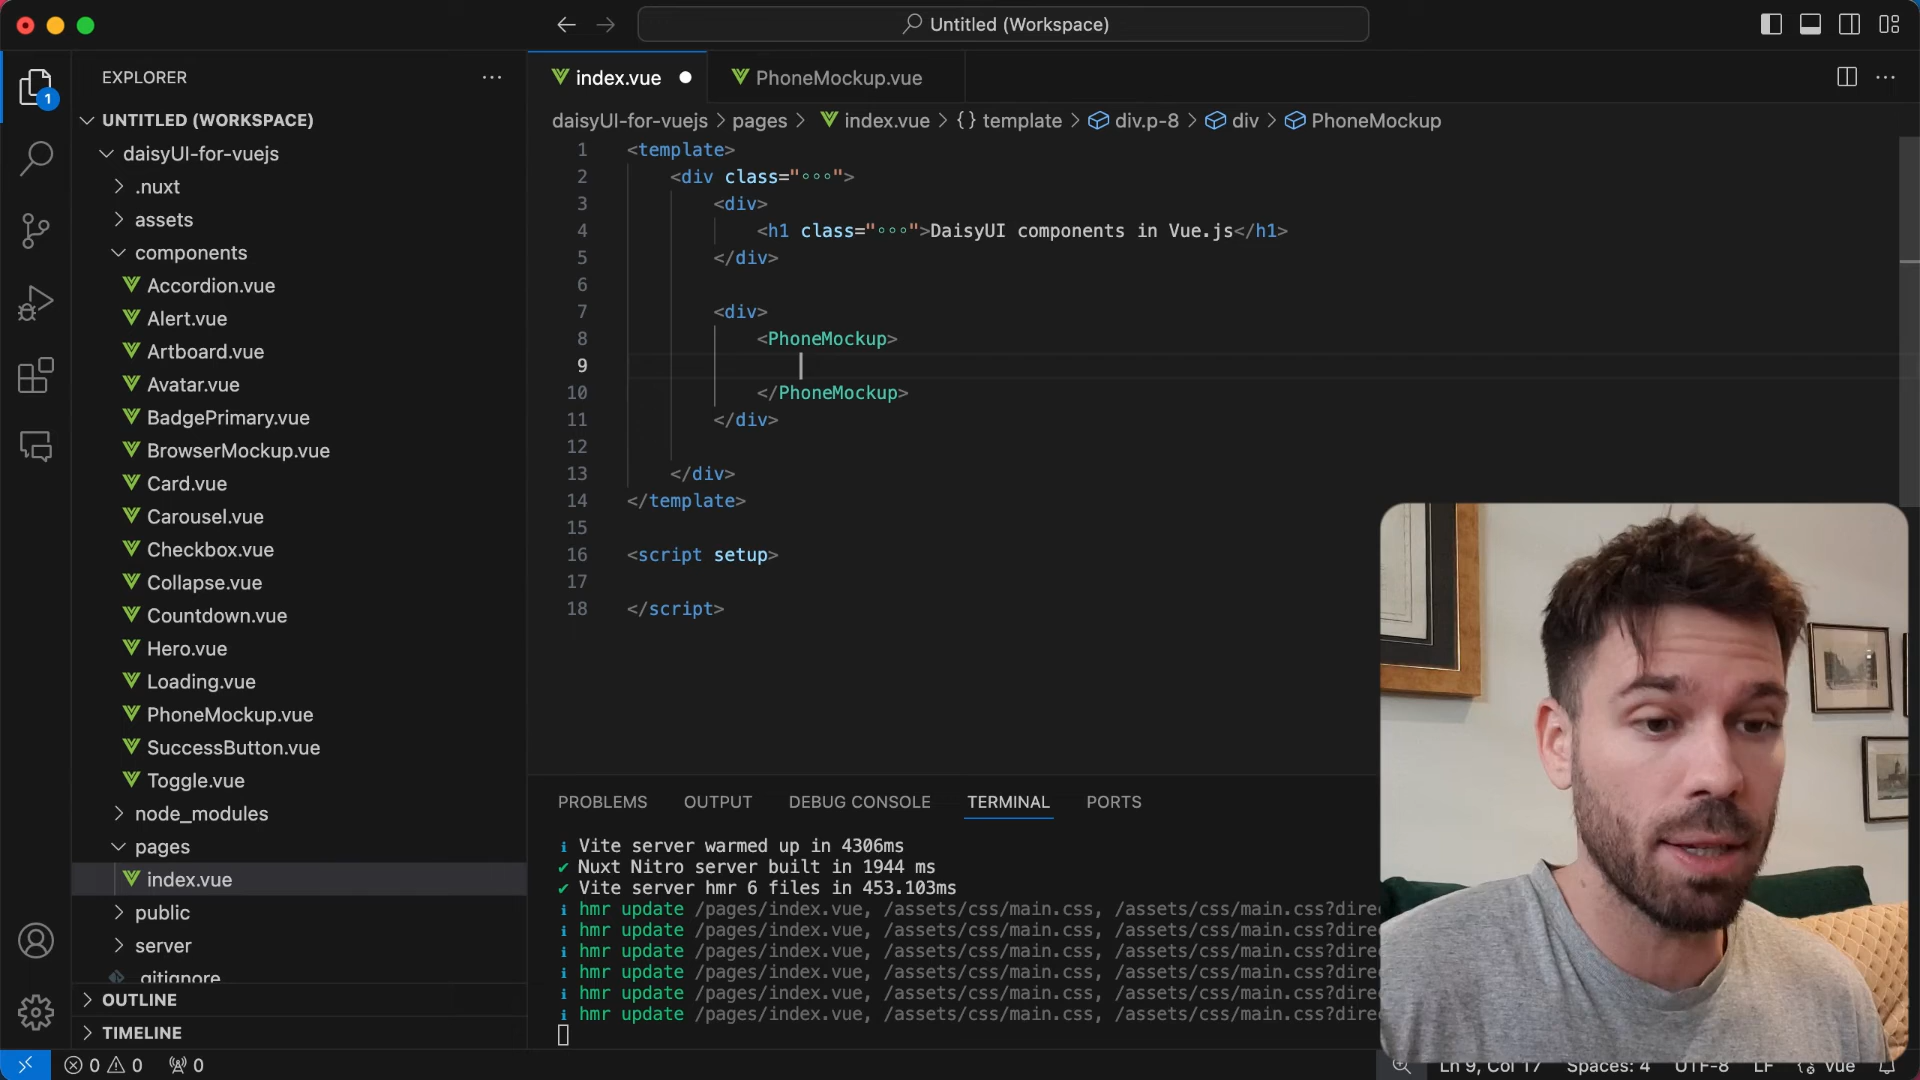 Untitled (Workspace)
EXPLORER
1
UNTITLED (WORKSPACE)
daisyUI-for-vuejs
.nuxt
assets
components
Accordion.vue
Alert.vue
Artboard.vue
Avatar.vue
BadgePrimary.vue
BrowserMockup.vue
Card.vue
Carousel.vue
Checkbox.vue
Collapse.vue
Countdown.vue
Hero.vue
Loading.vue
PhoneMockup.vue
SuccessButton.vue
Toggle.vue
node_modules
pages
index.vue
public
server
.gitignore
OUTLINE
TIMELINE
index.vue PhoneMockup.vue
daisyUI-for-vuejs > pages > index.vue > {} template > div.p-8 > div > PhoneMockup
1 <template>
2 <div class="∘∘∘">
3 <div>
4 <h1 class="∘∘∘">DaisyUI components in Vue.js</h1>
5 </div>
6
7 <div>
8 <PhoneMockup>
9
10 </PhoneMockup>
11 </div>
12
13 </div>
14 </template>
15
16 <script setup>
17
18 </script>
PROBLEMS OUTPUT DEBUG CONSOLE TERMINAL PORTS
i Vite server warmed up in 4306ms
✔ Nuxt Nitro server built in 1944 ms
✔ Vite server hmr 6 files in 453.103ms
i hmr update /pages/index.vue, /assets/css/main.css, /assets/css/main.css?dire
i hmr update /pages/index.vue, /assets/css/main.css, /assets/css/main.css?dire
i hmr update /pages/index.vue, /assets/css/main.css, /assets/css/main.css?dire
i hmr update /pages/index.vue, /assets/css/main.css, /assets/css/main.css?dire
i hmr update /pages/index.vue, /assets/css/main.css, /assets/css/main.css?dire
i hmr update /pages/index.vue, /assets/css/main.css, /assets/css/main.css?dire
0 0 0 Ln 9, Col 17 Spaces: 4 UTF-8 LF vue